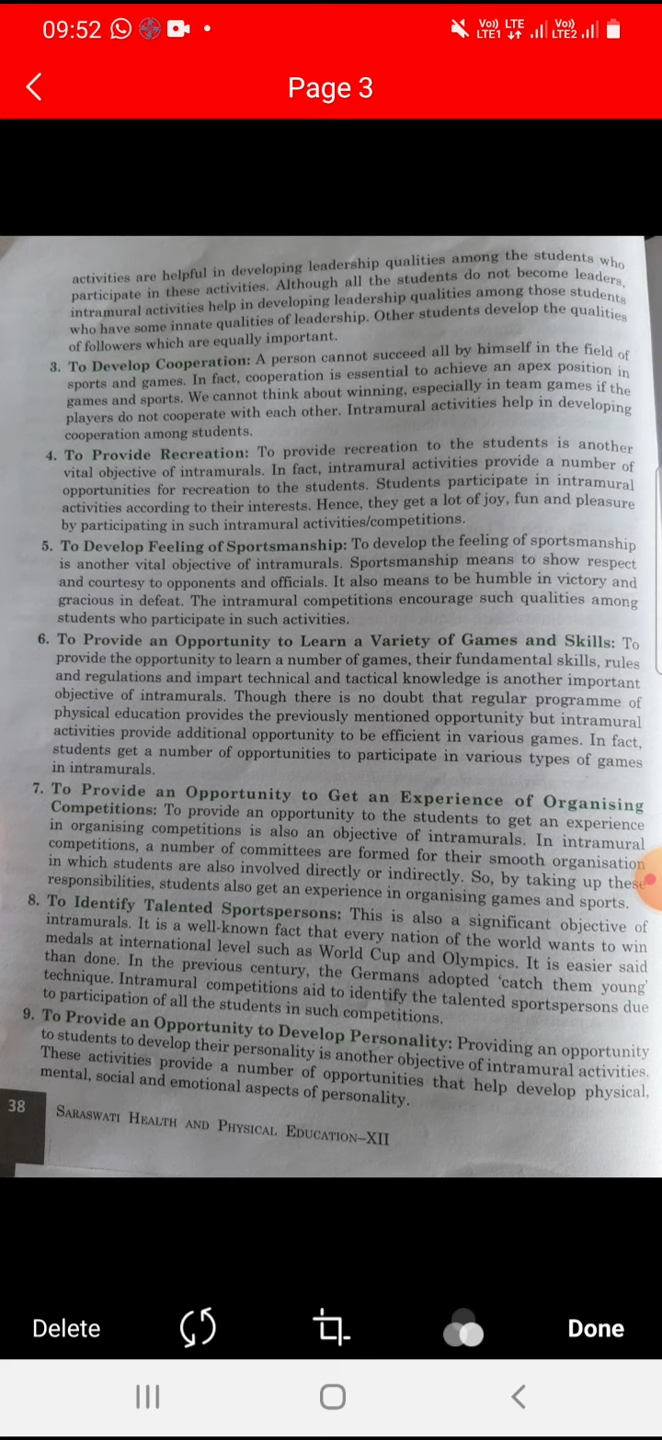 09:52
Vo)) LTE Vo))
LTE1 LTE2
Page 3
activities are helpful in developing leadership qualities among the students who
participate in these activities. Although all the students do not become leaders,
intramural activities help in developing leadership qualities among those students
who have some innate qualities of leadership. Other students develop the qualities
of followers which are equally important.
3. To Develop Cooperation: A person cannot succeed all by himself in the field of
sports and games. In fact, cooperation is essential to achieve an apex position in
games and sports. We cannot think about winning, especially in team games if the
players do not cooperate with each other. Intramural activities help in developing
cooperation among students.
4. To Provide Recreation: To provide recreation to the students is another
vital objective of intramurals. In fact, intramural activities provide a number of
opportunities for recreation to the students. Students participate in intramural
activities according to their interests. Hence, they get a lot of joy, fun and pleasure
by participating in such intramural activities/competitions.
5. To Develop Feeling of Sportsmanship: To develop the feeling of sportsmanship
is another vital objective of intramurals. Sportsmanship means to show respect
and courtesy to opponents and officials. It also means to be humble in victory and
gracious in defeat. The intramural competitions encourage such qualities among
students who participate in such activities.
6. To Provide an Opportunity to Learn a Variety of Games and Skills: To
provide the opportunity to learn a number of games, their fundamental skills, rules
and regulations and impart technical and tactical knowledge is another important
objective of intramurals. Though there is no doubt that regular programme of
physical education provides the previously mentioned opportunity but intramural
activities provide additional opportunity to be efficient in various games. In fact,
students get a number of opportunities to participate in various types of games
in intramurals.
7. To Provide an Opportunity to Get an Experience of Organising
Competitions: To provide an opportunity to the students to get an experience
in organising competitions is also an objective of intramurals. In intramural
competitions, a number of committees are formed for their smooth organisation
in which students are also involved directly or indirectly. So, by taking up these
responsibilities, students also get an experience in organising games and sports.
8. To Identify Talented Sportspersons: This is also a significant objective of
intramurals. It is a well-known fact that every nation of the world wants to win
medals at international level such as World Cup and Olympics. It is easier said
than done. In the previous century, the Germans adopted ‘catch them young’
technique. Intramural competitions aid to identify the talented sportspersons due
to participation of all the students in such competitions.
9. To Provide an Opportunity to Develop Personality: Providing an opportunity
to students to develop their personality is another objective of intramural activities.
These activities provide a number of opportunities that help develop physical,
mental, social and emotional aspects of personality.
38 SARASWATI HEALTH AND PHYSICAL EDUCATION–XII
Delete Done